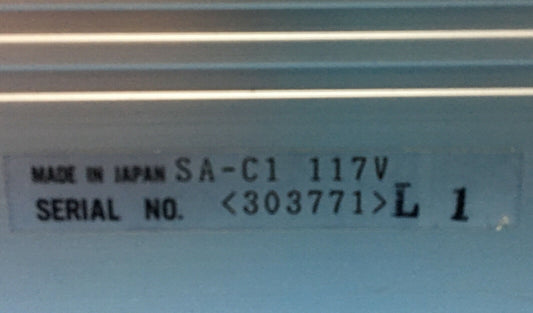 MADE IN JAPAN SA-C1 117V
SERIAL NO. <303771>L 1